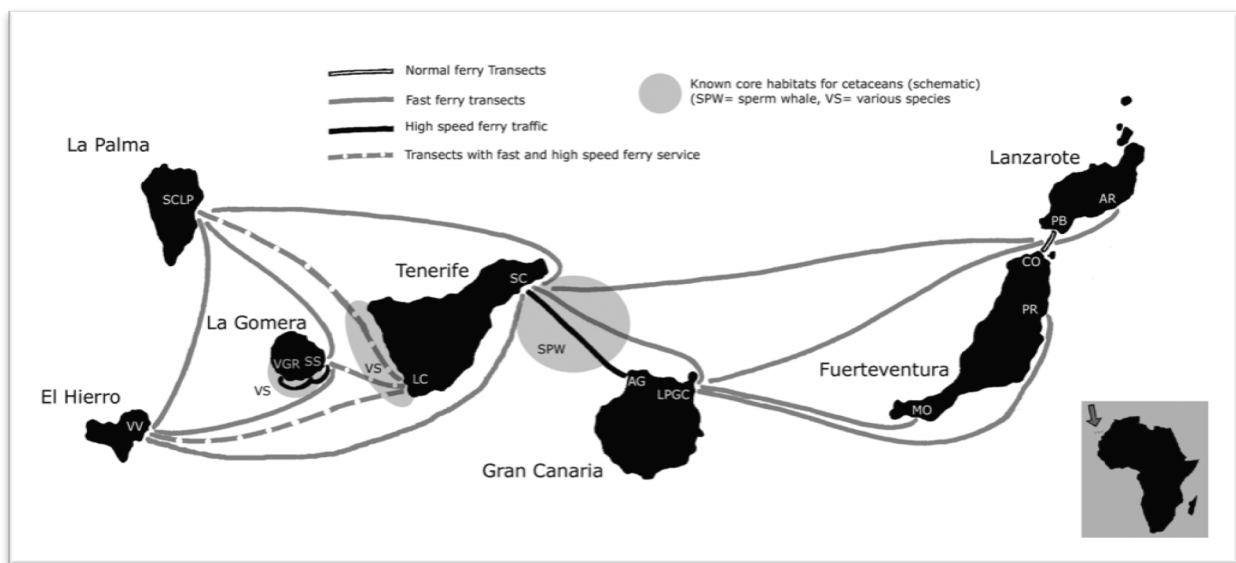 Normal ferry Transects
Fast ferry transects
High speed ferry traffic
Transects with fast and high speed ferry service
Known core habitats for cetaceans (schematic)
(SPW= sperm whale, VS= various species
La Palma
SCLP
Lanzarote
AR
PB
CO
PR
Tenerife
SC
La Gomera
VGR SS
VS
VS
LC
SPW
El Hierro
VV
AG
LPGC
Fuerteventura
MO
Gran Canaria